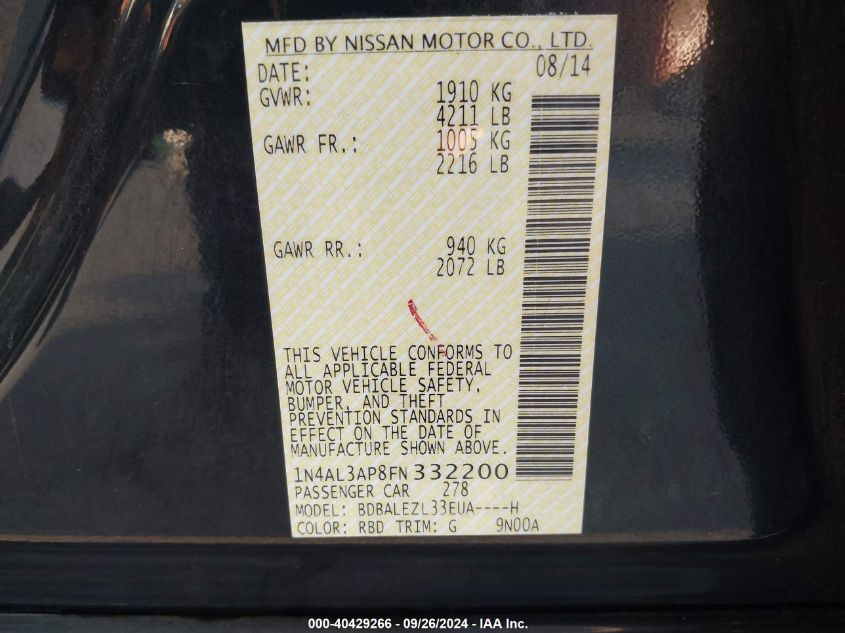 MFD BY NISSAN MOTOR CO., LTD.
DATE: 08/14
GVWR: 1910 KG
4211 LB
GAWR FR.: 1005 KG
2216 LB
GAWR RR.: 940 KG
2072 LB
THIS VEHICLE CONFORMS TO
ALL APPLICABLE FEDERAL
MOTOR VEHICLE SAFETY,
BUMPER, AND THEFT
PREVENTION STANDARDS IN
EFFECT ON THE DATE OF
MANUFACTURE SHOWN ABOVE.
1N4AL3AP8FN332200
PASSENGER CAR 278
MODEL: BDBALEZL33EUA----H
COLOR: RBD TRIM: G 9N00A
000-40429266 - 09/26/2024 - IAA Inc.